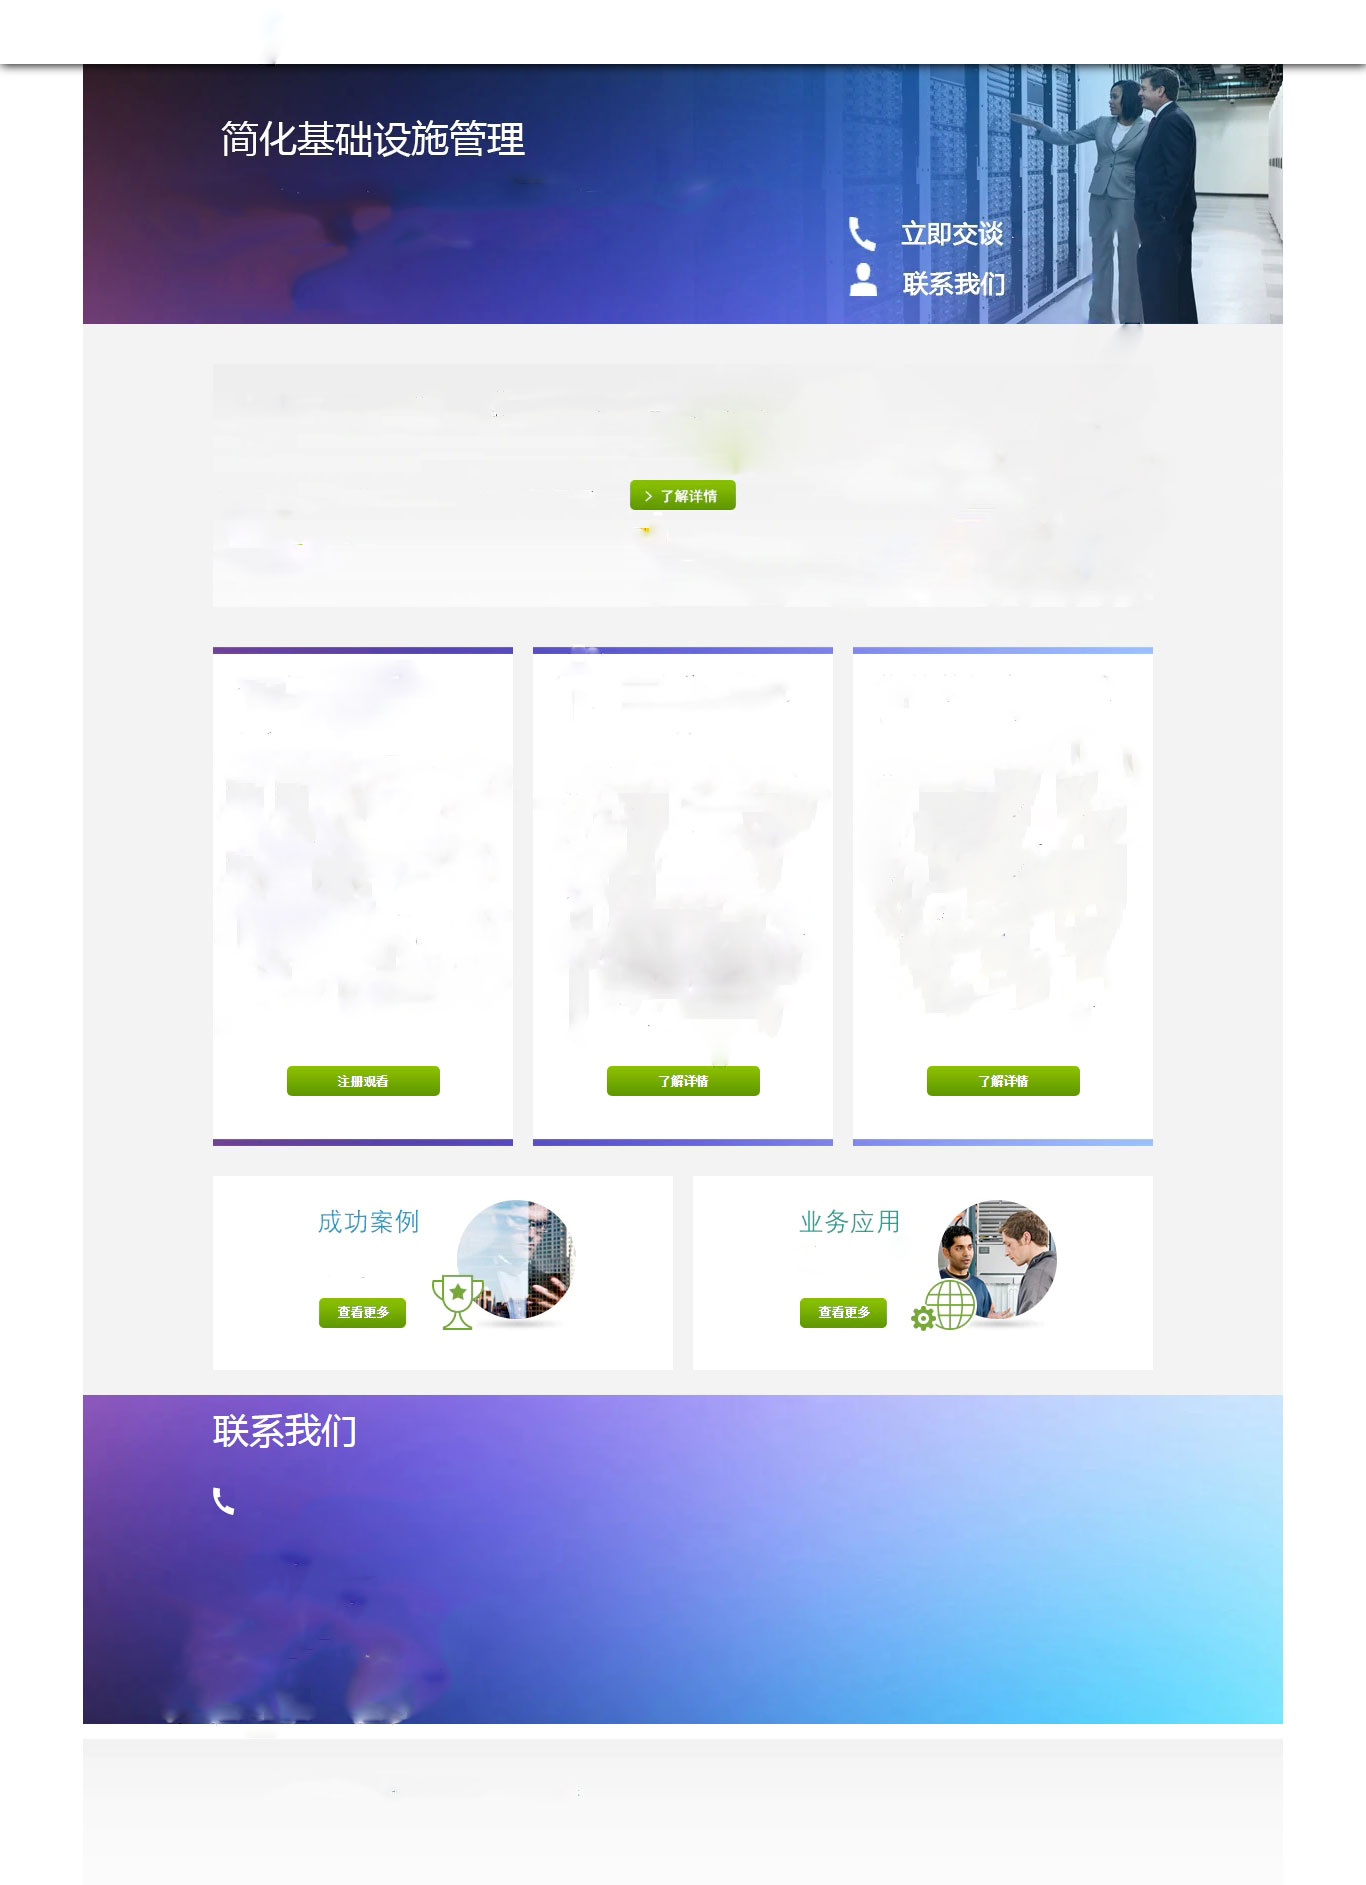 简化基础设施管理
立即交谈
联系我们
了解详情
注册观看
了解详情
了解详情
成功案例
查看更多
业务应用
查看更多
联系我们